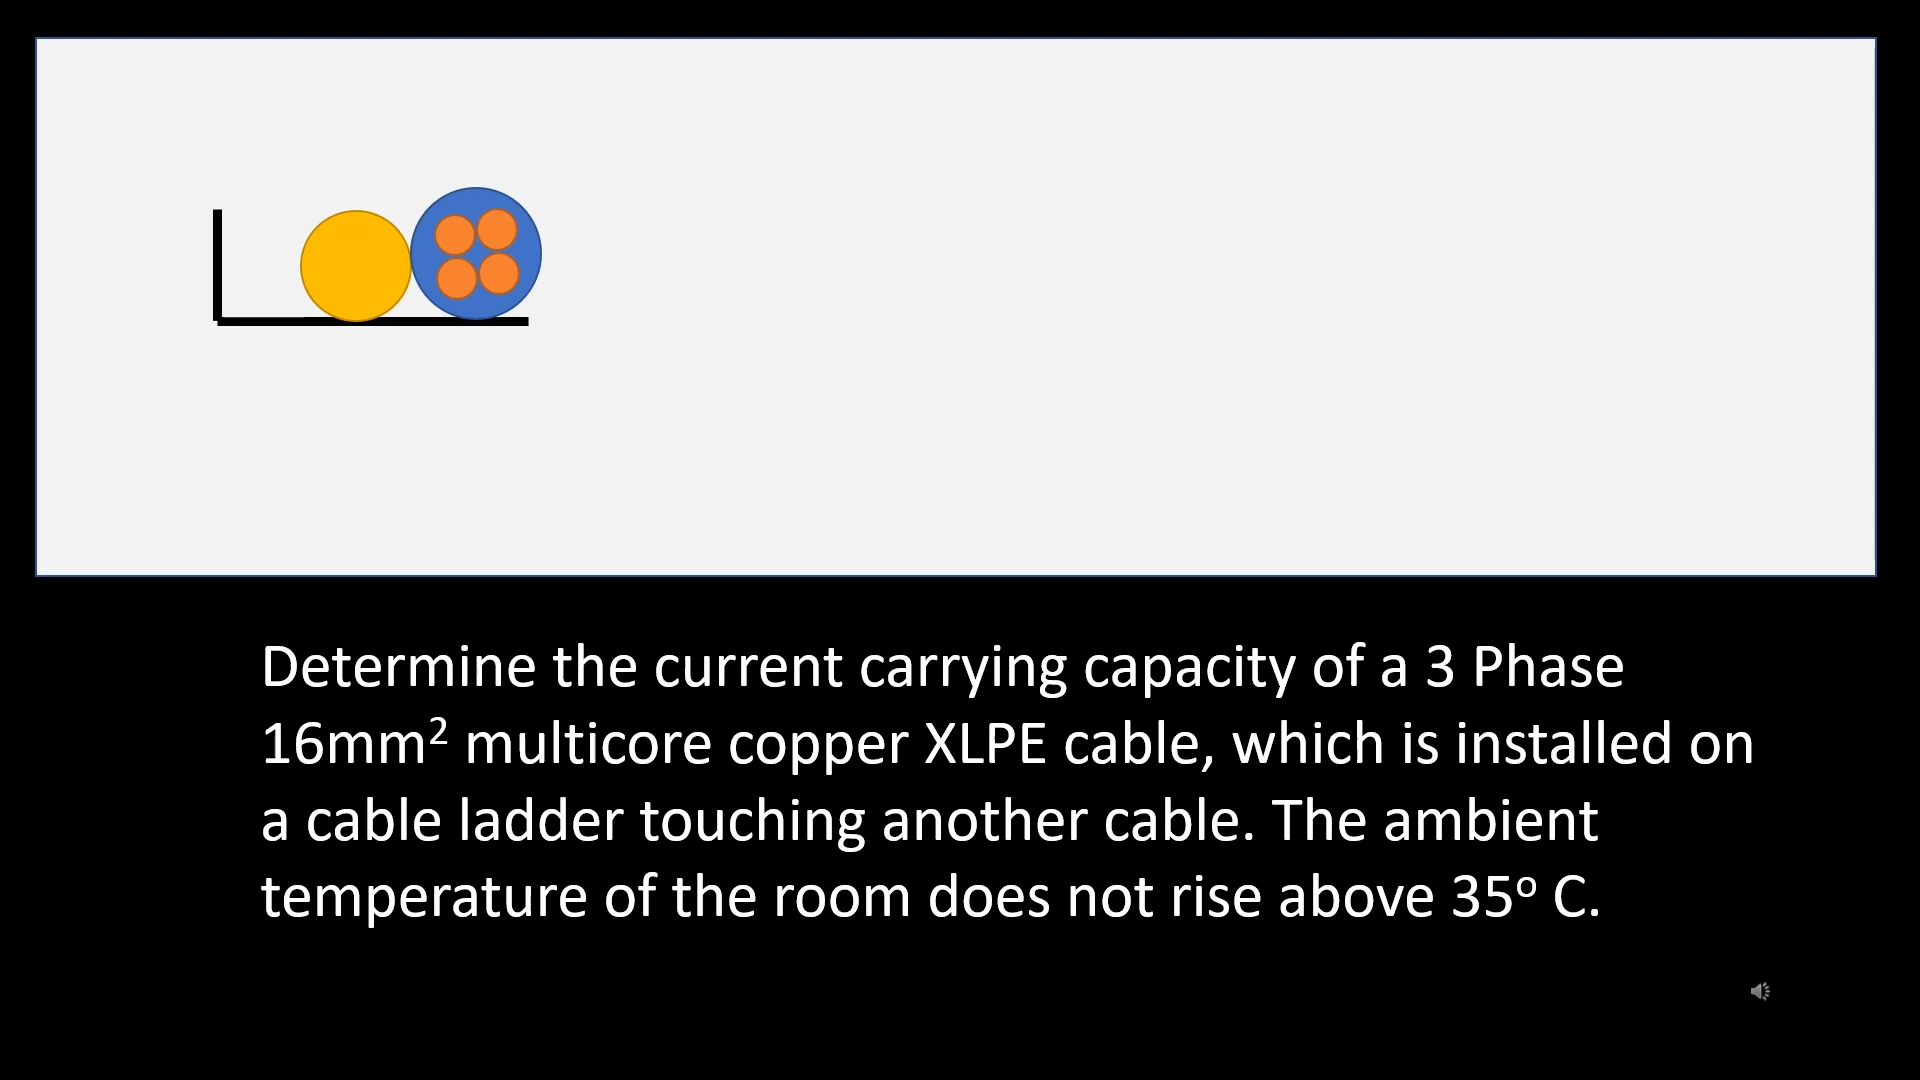 Determine the current carrying capacity of a 3 Phase
16mm² multicore copper XLPE cable, which is installed on
a cable ladder touching another cable. The ambient
temperature of the room does not rise above 35º C.